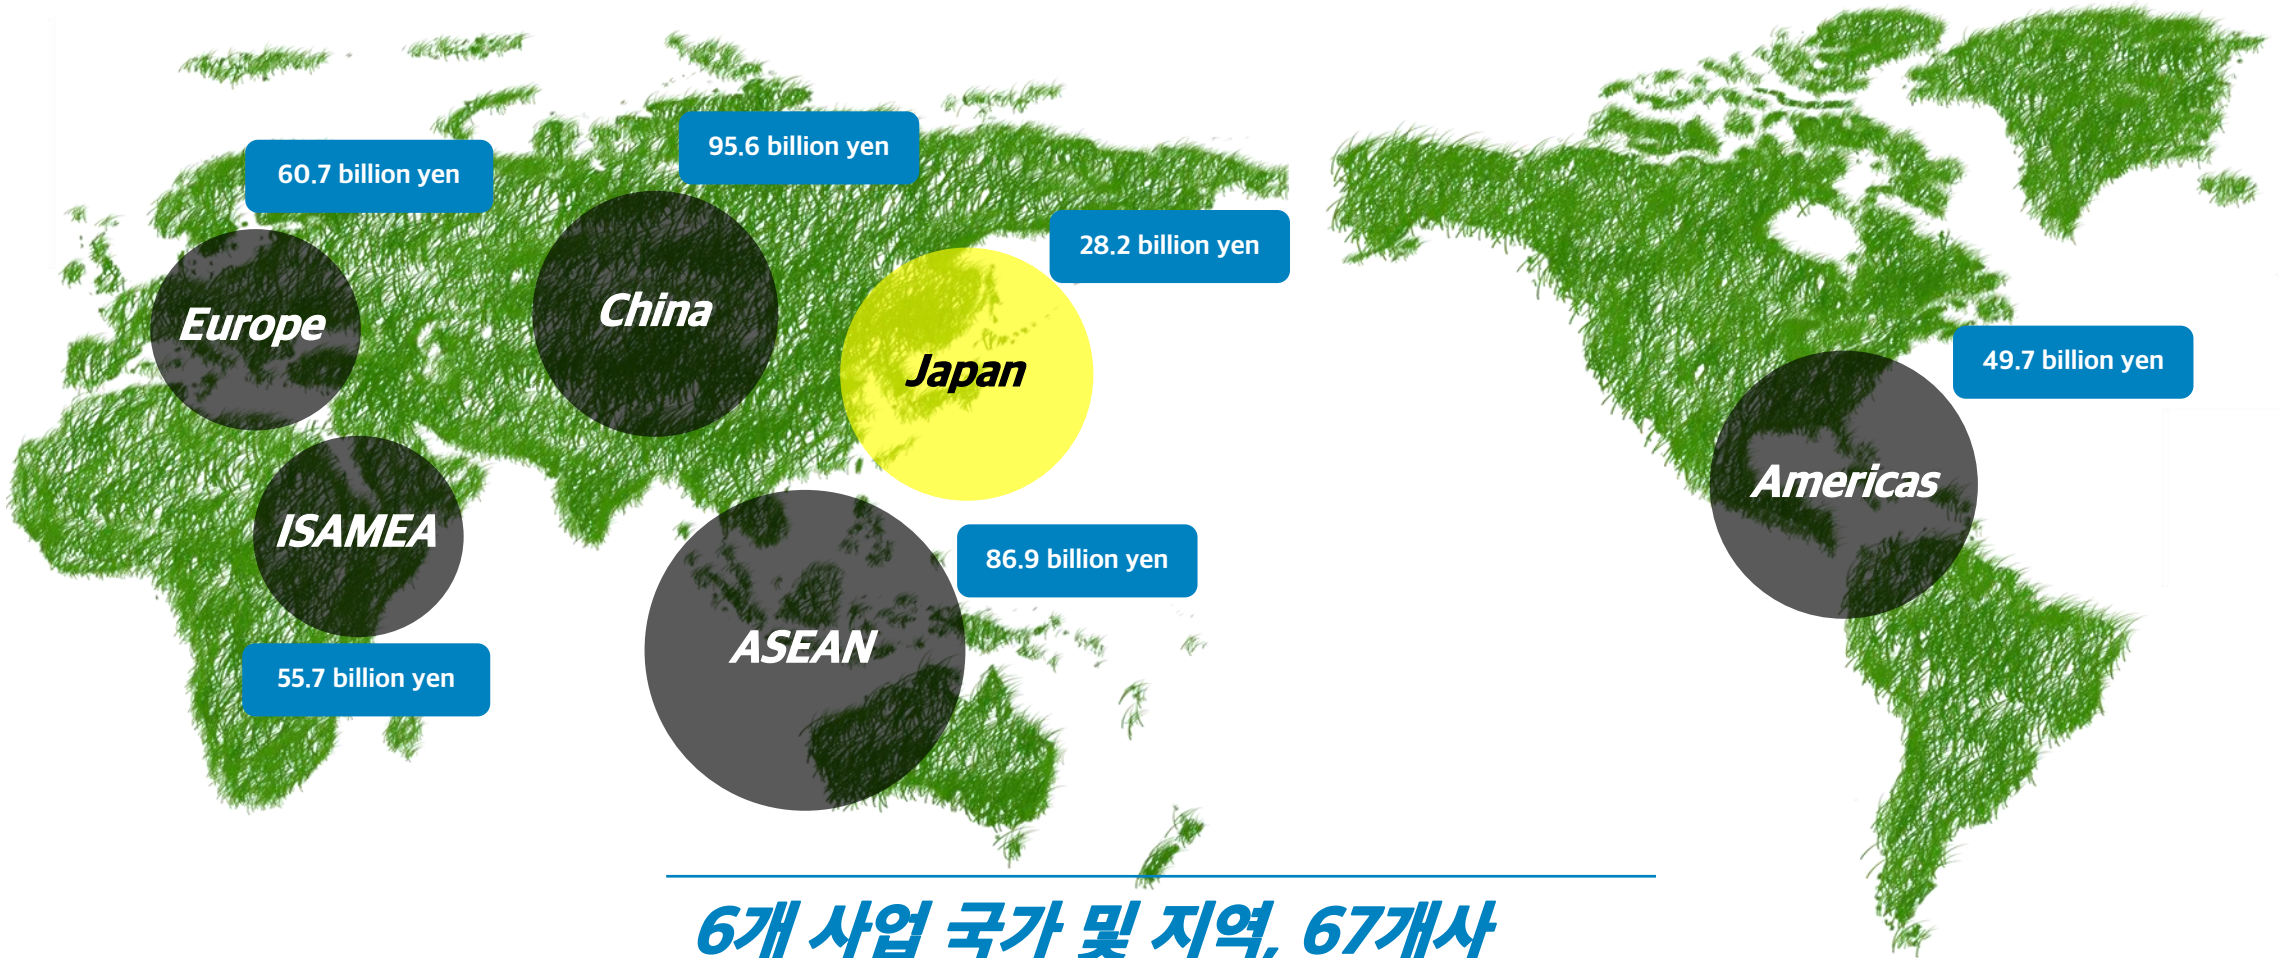 95.6 billion yen
60.7 billion yen
28.2 billion yen
China
Europe
Japan
49.7 billion yen
Americas
ISAMEA
86.9 billion yen
ASEAN
55.7 billion yen
6개 사업 국가 및 지역, 67개사